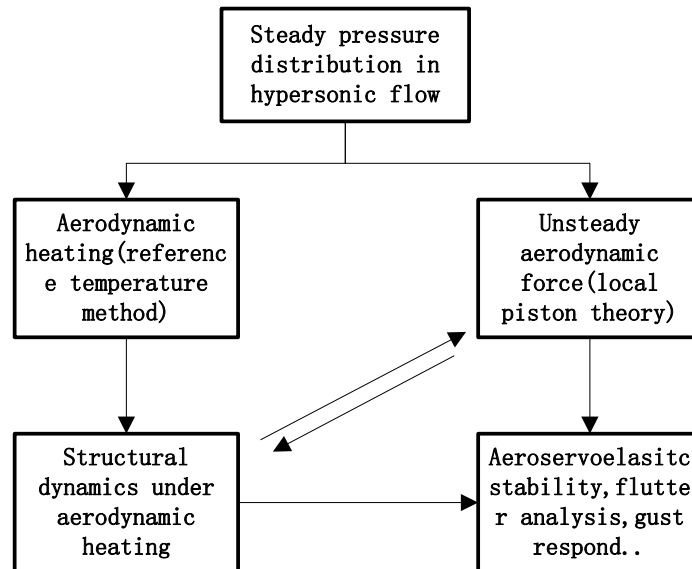 Steady pressure
distribution in
hypersonic flow
Aerodynamic
heating(referenc
e temperature
method)
Unsteady
aerodynamic
force(local
piston theory)
Structural
dynamics under
aerodynamic
heating
Aeroservoelasitc
stability,flutte
r analysis,gust
respond..